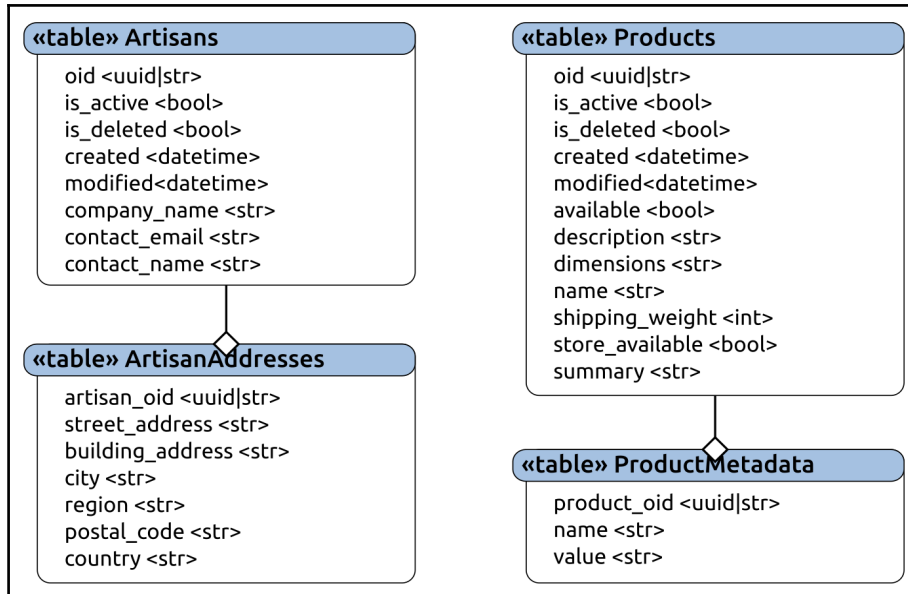 «table» Artisans
oid <uuid|str>
is_active <bool>
is_deleted <bool>
created <datetime>
modified<datetime>
company_name <str>
contact_email <str>
contact_name <str>
«table» ArtisanAddresses
artisan_oid <uuid|str>
street_address <str>
building_address <str>
city <str>
region <str>
postal_code <str>
country <str>
«table» Products
oid <uuid|str>
is_active <bool>
is_deleted <bool>
created <datetime>
modified<datetime>
available <bool>
description <str>
dimensions <str>
name <str>
shipping_weight <int>
store_available <bool>
summary <str>
«table» ProductMetadata
product_oid <uuid|str>
name <str>
value <str>